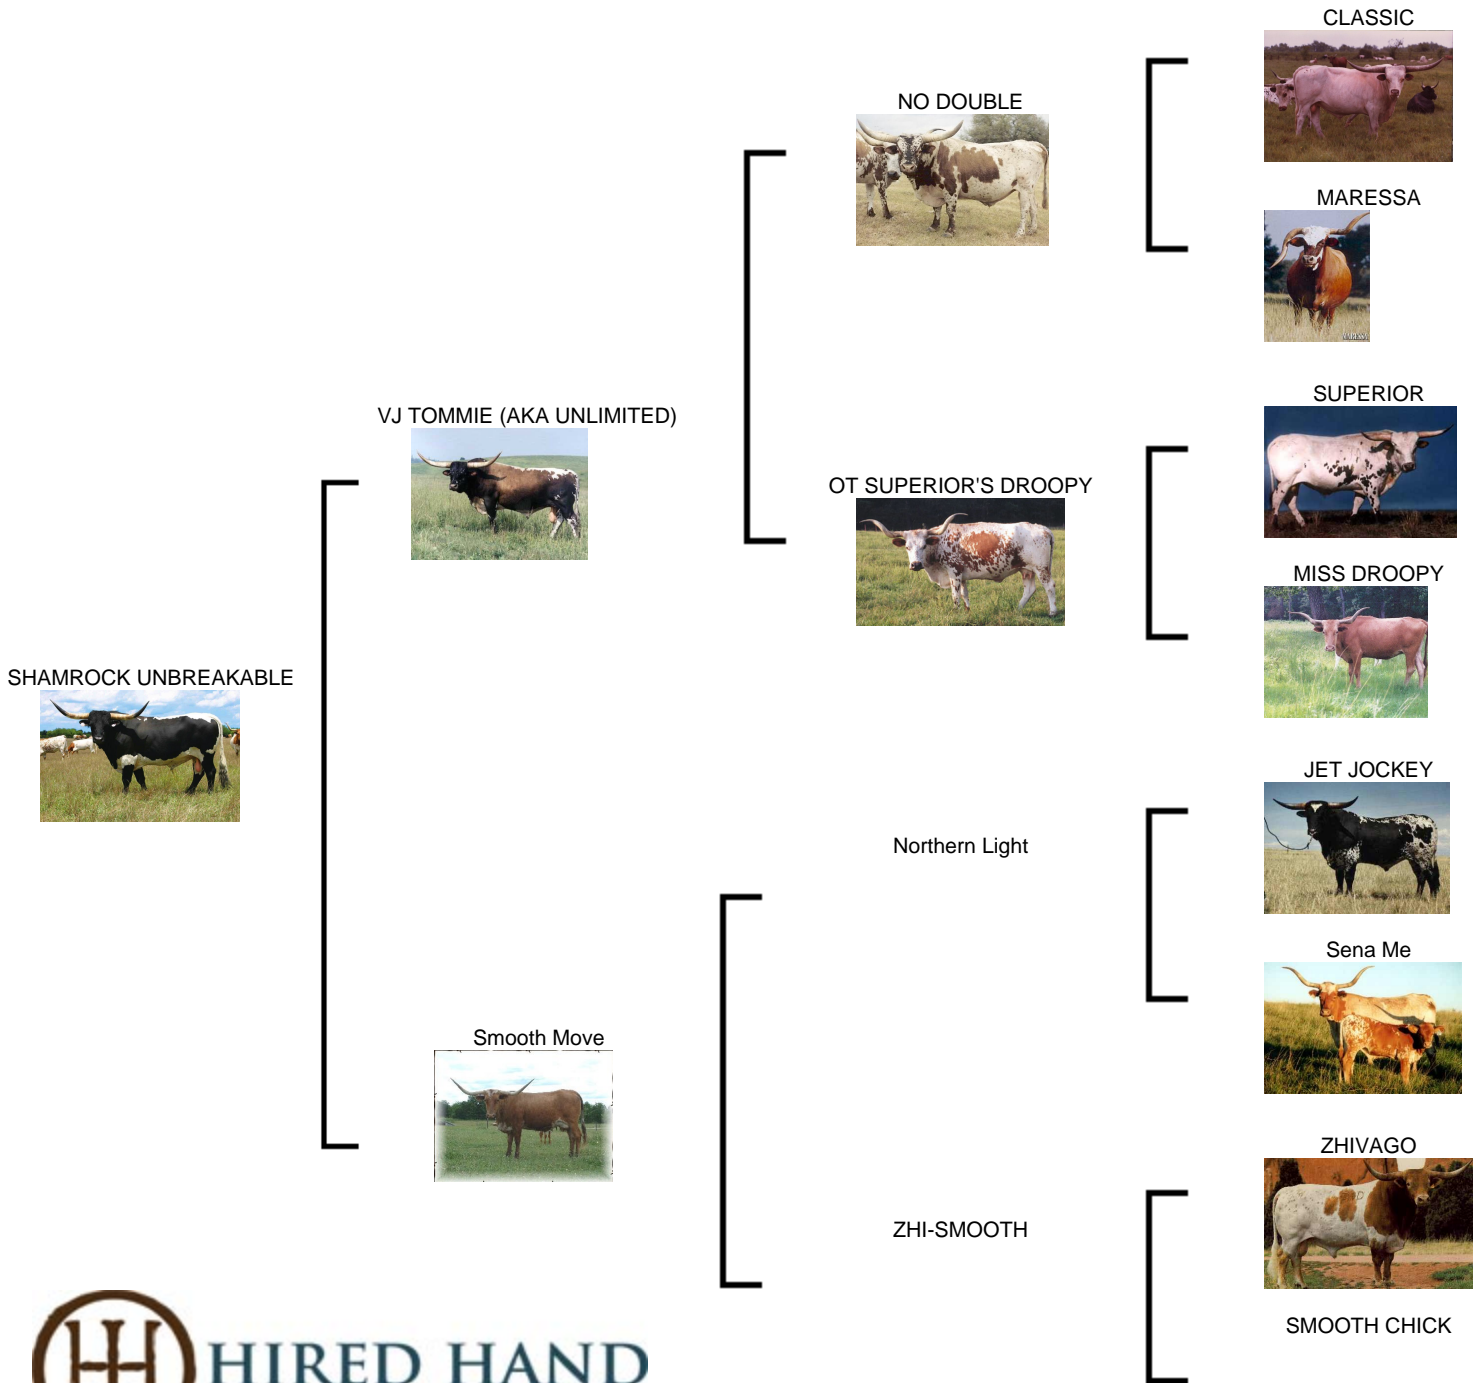 CLASSIC
NO DOUBLE
MARESSA
MARESSA
SUPERIOR
VJ TOMMIE (AKA UNLIMITED)
OT SUPERIOR'S DROOPY
MISS DROOPY
SHAMROCK UNBREAKABLE
JET JOCKEY
Northern Light
Sena Me
Smooth Move
ZHIVAGO
ZHI-SMOOTH
SMOOTH CHICK
HIRED HAND